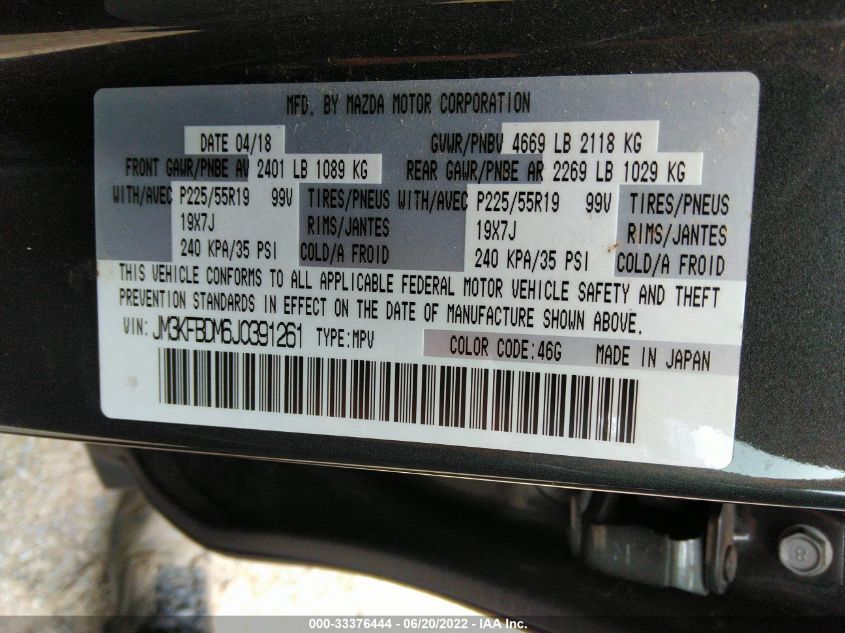 MFD. BY MAZDA MOTOR CORPORATION
DATE 04/18 GVWR/PNBV 4669 LB 2118 KG
FRONT GAWR/PNBE AV 2401 LB 1089 KG REAR GAWR/PNBE AR 2269 LB 1029 KG
WITH/AVEC P225/55R19 99V TIRES/PNEUS WITH/AVEC P225/55R19 99V TIRES/PNEUS
19X7J RIMS/JANTES 19X7J RIMS/JANTES
240 KPA/35 PSI COLD/A FROID 240 KPA/35 PSI COLD/A FROID
THIS VEHICLE CONFORMS TO ALL APPLICABLE FEDERAL MOTOR VEHICLE SAFETY AND THEFT
PREVENTION STANDARDS IN EFFECT ON THE DATE OF MANUFACTURE SHOWN ABOVE.
VIN: JM3KFBDM6J0391261 TYPE:MPV COLOR CODE:46G MADE IN JAPAN
8
000-33376444 - 06/20/2022 - IAA Inc.